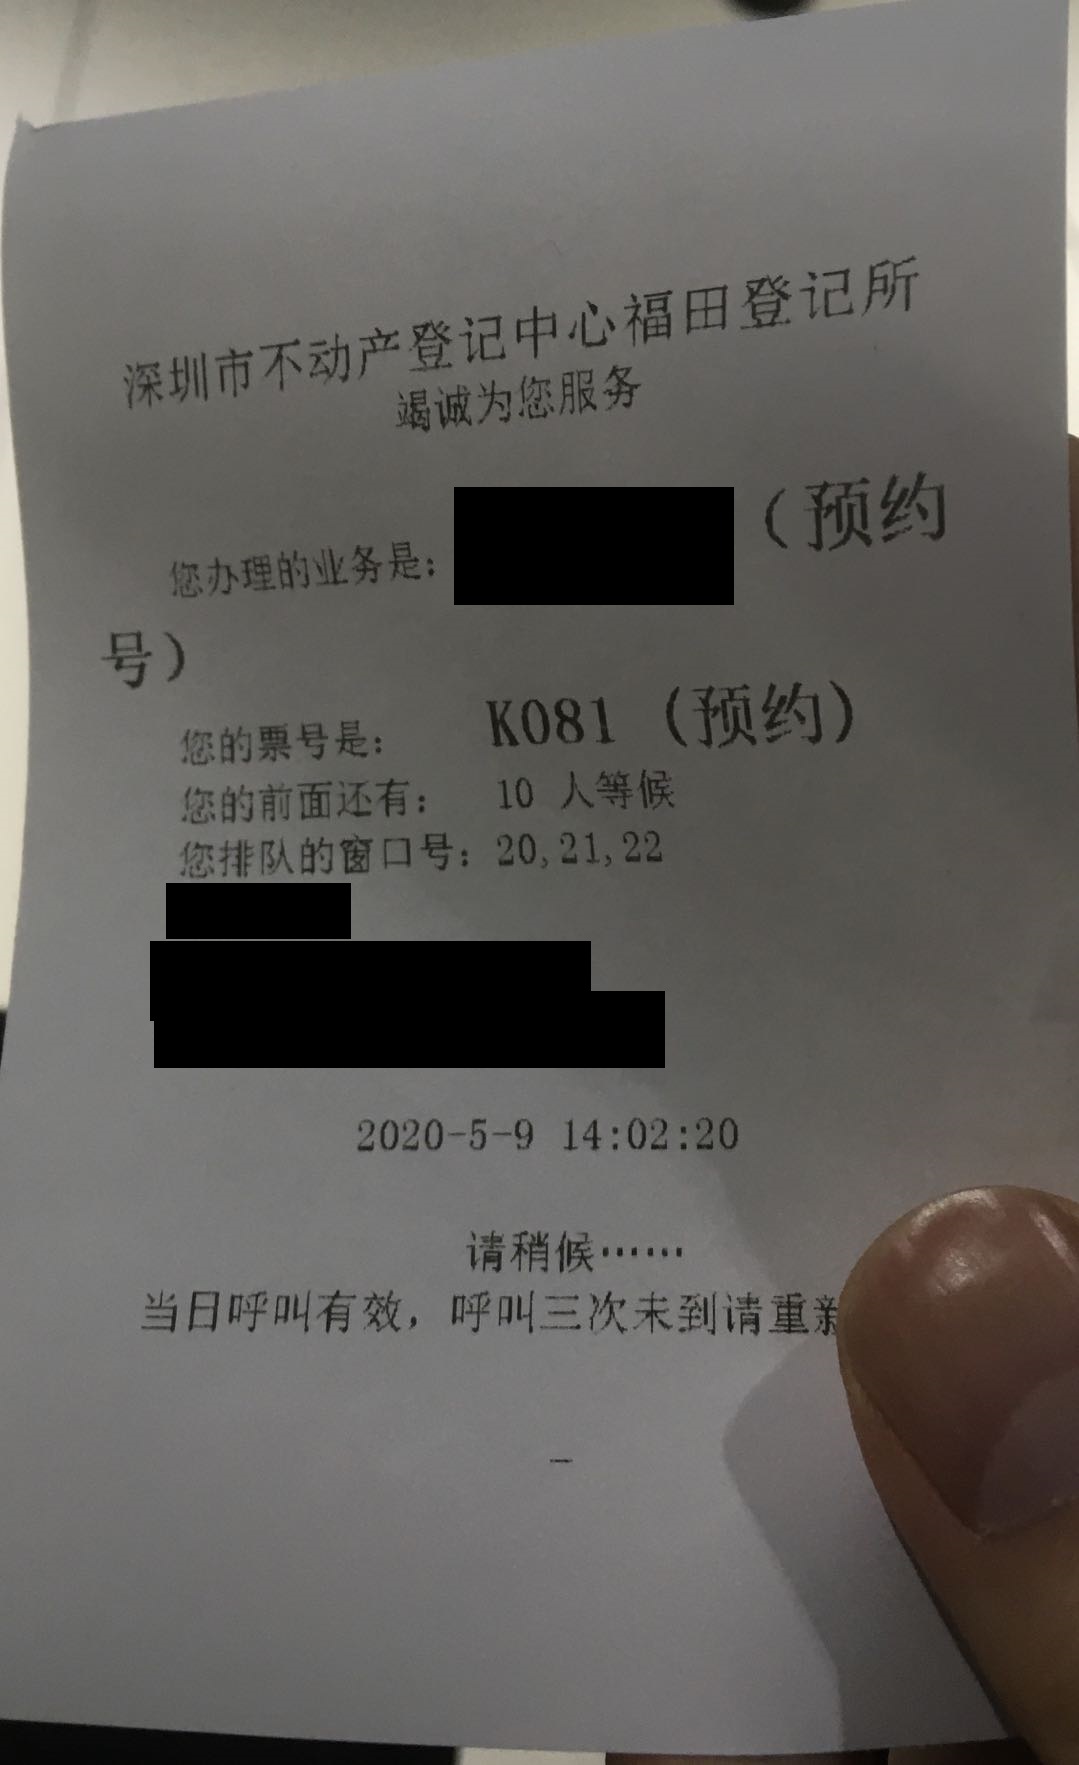 深圳市不动产登记中心福田登记所
竭诚为您服务
您办理的业务是: (预约
号)
您的票号是: K081 (预约)
您的前面还有: 10 人等候
您排队的窗口号: 20,21,22
2020-5-9 14:02:20
请稍候……
当日呼叫有效，呼叫三次未到请重新